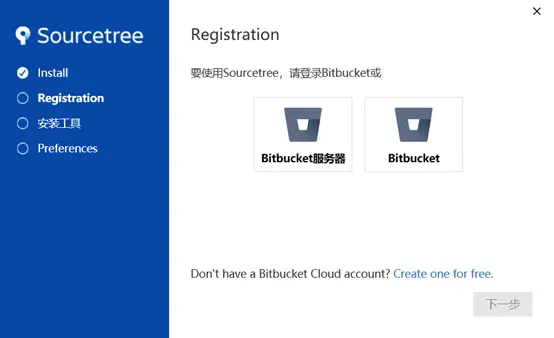 Sourcetree
Install
Registration
安装工具
Preferences
Registration
要使用Sourcetree，请登录Bitbucket或
Bitbucket服务器
Bitbucket
Don't have a Bitbucket Cloud account? Create one for free.
下一步